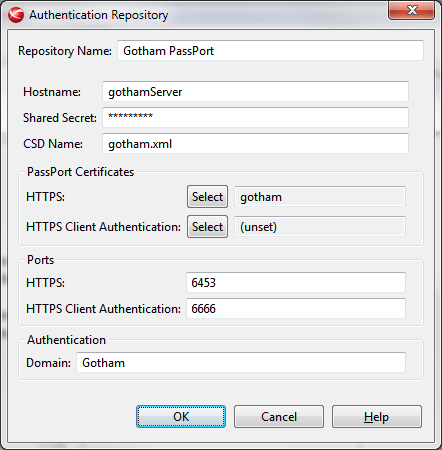 Authentication Repository
Repository Name: Gotham PassPort
Hostname: gothamServer
Shared Secret: *********
CSD Name: gotham.xml
PassPort Certificates
HTTPS: Select gotham
HTTPS Client Authentication: Select (unset)
Ports
HTTPS: 6453
HTTPS Client Authentication: 6666
Authentication
Domain: Gotham
OK Cancel Help